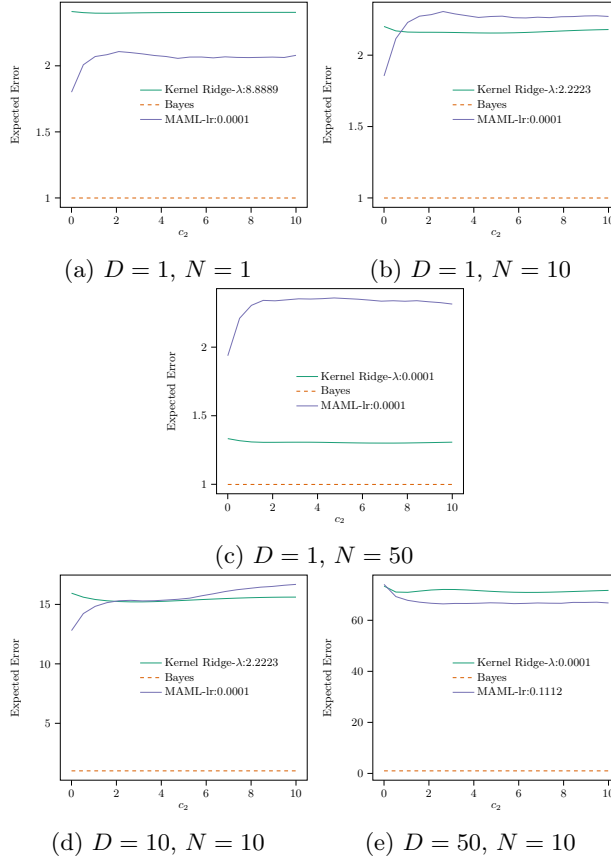 2
1.5
1
Expected Error
Kernel Ridge-λ:8.8889
Bayes
MAML-lr:0.0001
0 2 4 6 8 10
c₂
(a) D = 1, N = 1
2
1.5
1
Expected Error
Kernel Ridge-λ:2.2223
Bayes
MAML-lr:0.0001
0 2 4 6 8 10
c₂
(b) D = 1, N = 10
2
1.5
1
Expected Error
Kernel Ridge-λ:0.0001
Bayes
MAML-lr:0.0001
0 2 4 6 8 10
c₂
(c) D = 1, N = 50
15
10
5
Expected Error
Kernel Ridge-λ:2.2223
Bayes
MAML-lr:0.0001
0 2 4 6 8 10
c₂
(d) D = 10, N = 10
60
40
20
0
Expected Error
Kernel Ridge-λ:0.0001
Bayes
MAML-lr:0.1112
0 2 4 6 8 10
c₂
(e) D = 50, N = 10